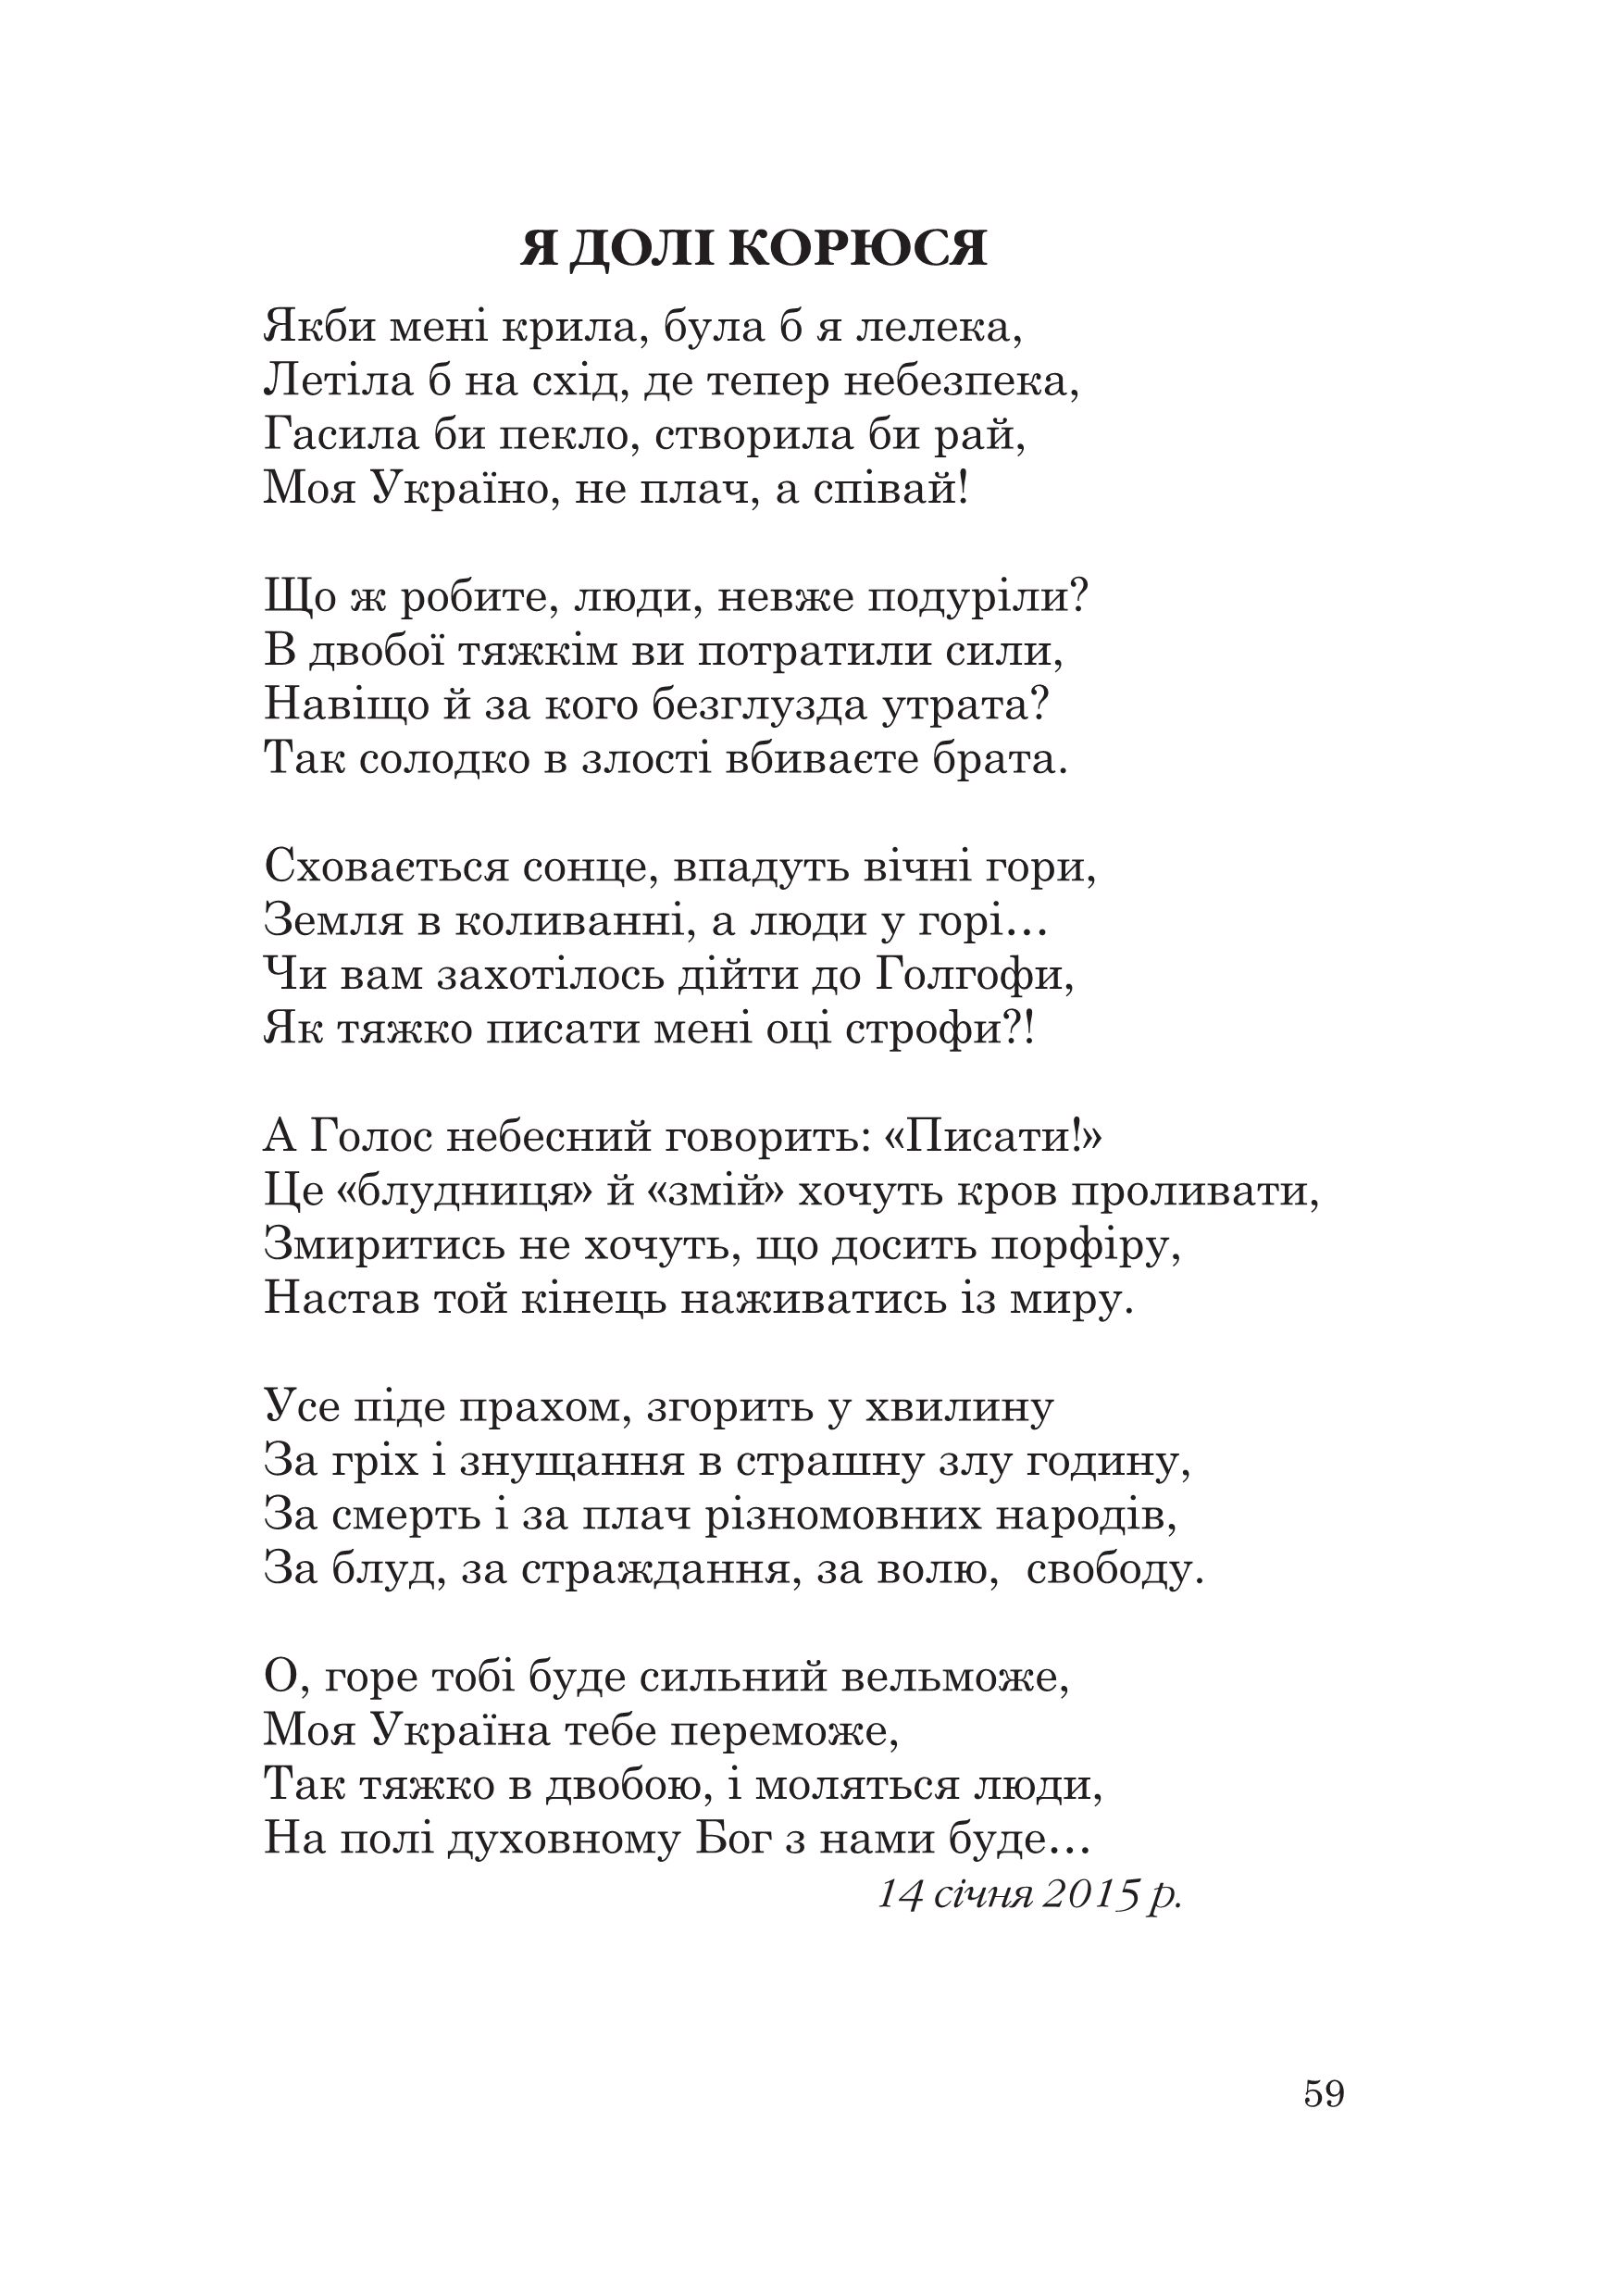 Я ДОЛІ КОРЮСЯ
Якби мені крила, була б я лелека,
Летіла б на схід, де тепер небезпека,
Гасила би пекло, створила би рай,
Моя Україно, не плач, а співай!
Що ж робите, люди, невже подуріли?
В двобої тяжкім ви потратили сили,
Навіщо й за кого безглузда утрата?
Так солодко в злості вбиваєте брата.
Сховається сонце, впадуть вічні гори,
Земля в коливанні, а люди у горі...
Чи вам захотілось дійти до Голгофи,
Як тяжко писати мені оці строфи?!
А Голос небесний говорить: «Писати!»
Це «блудниця» й «змій» хочуть кров проливати,
Змиритись не хочуть, що досить порфіру,
Настав той кінець наживатись із миру.
Усе піде прахом, згорить у хвилину
За гріх і знущання в страшну злу годину,
За смерть і за плач різномовних народів,
За блуд, за страждання, за волю,  свободу.
О, горе тобі буде сильний вельможе,
Моя Україна тебе переможе,
Так тяжко в двобою, і моляться люди,
На полі духовному Бог з нами буде...
14 січня 2015 р.
59